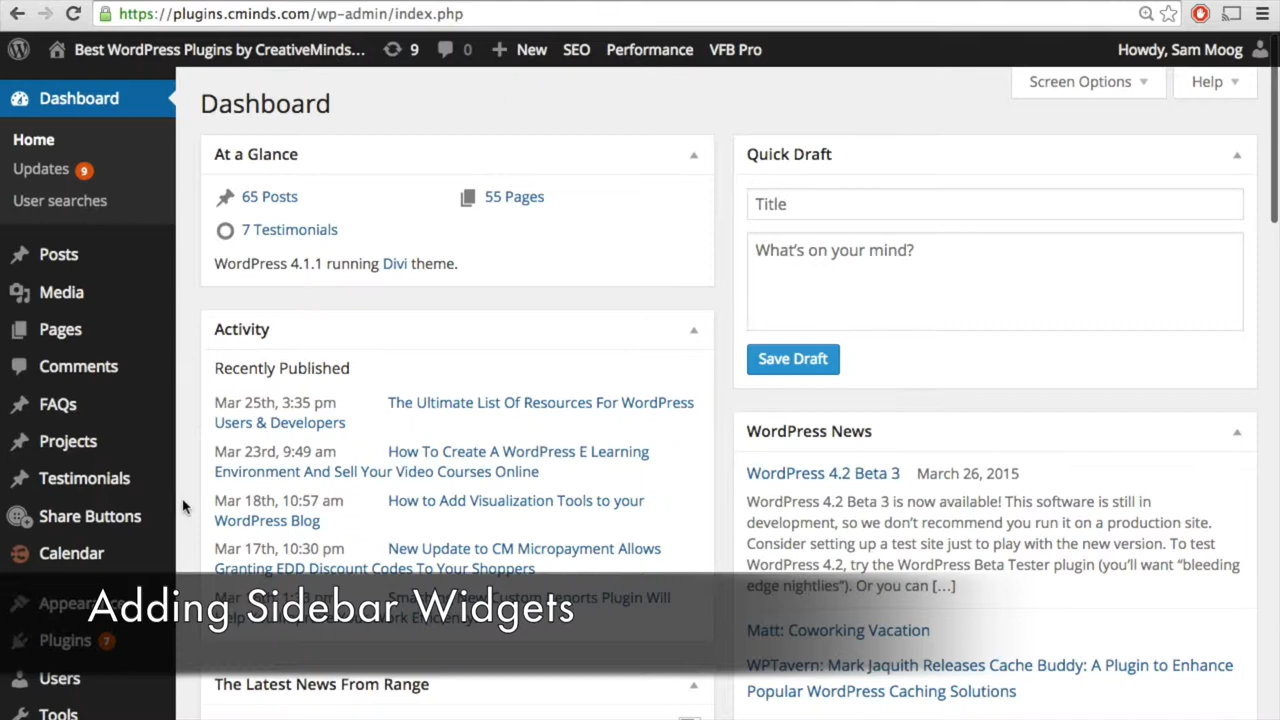 https://plugins.cminds.com/wp-admin/index.php
Best WordPress Plugins by CreativeMinds... 9 0 New SEO Performance VFB Pro Howdy, Sam Moog
Screen Options Help
Dashboard
Home
Updates 9
User searches
Posts
Media
Pages
Comments
FAQs
Projects
Testimonials
Share Buttons
Calendar
Appearance
Plugins 7
Users
Tools
Dashboard
At a Glance
65 Posts 55 Pages
7 Testimonials
WordPress 4.1.1 running Divi theme.
Activity
Recently Published
Mar 25th, 3:35 pm The Ultimate List Of Resources For WordPress
Users & Developers
Mar 23rd, 9:49 am How To Create A WordPress E Learning
Environment And Sell Your Video Courses Online
Mar 18th, 10:57 am How to Add Visualization Tools to your
WordPress Blog
Mar 17th, 10:30 pm New Update to CM Micropayment Allows
Granting EDD Discount Codes To Your Shoppers
Reports Plugin Will
The Latest News From Range
Quick Draft
Title
What's on your mind?
Save Draft
WordPress News
WordPress 4.2 Beta 3 March 26, 2015
WordPress 4.2 Beta 3 is now available! This software is still in
development, so we don't recommend you run it on a production site.
Consider setting up a test site just to play with the new version. To test
WordPress 4.2, try the WordPress Beta Tester plugin (you'll want "bleeding
edge nightlies"). Or you can [...]
Matt: Coworking Vacation
WPTavern: Mark Jaquith Releases Cache Buddy: A Plugin to Enhance
Popular WordPress Caching Solutions
Adding Sidebar Widgets